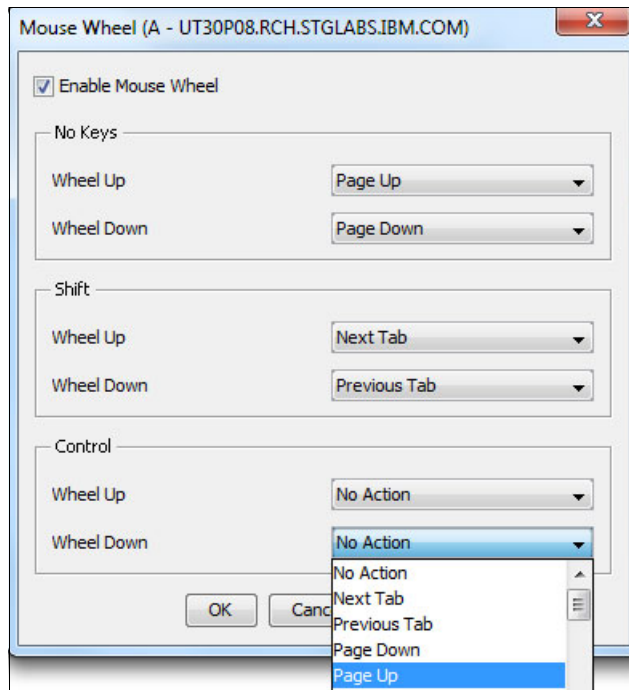 Mouse Wheel (A - UT30P08.RCH.STGLABS.IBM.COM)
Enable Mouse Wheel
No Keys
Wheel Up Page Up
Wheel Down Page Down
Shift
Wheel Up Next Tab
Wheel Down Previous Tab
Control
Wheel Up No Action
Wheel Down No Action
No Action
Next Tab
OK Canc
Previous Tab
Page Down
Page Up